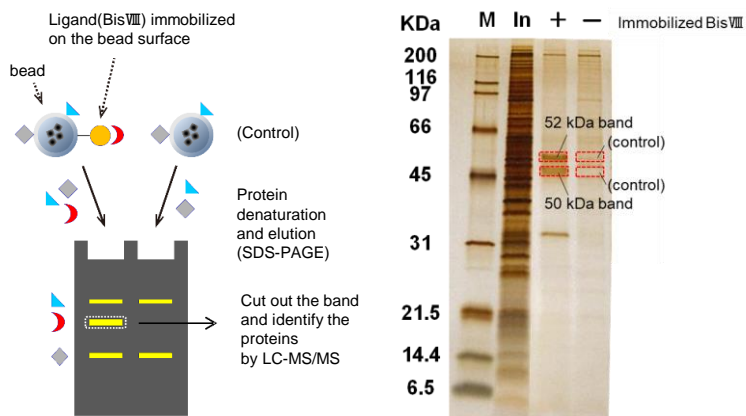 Ligand(BisⅧ) immobilized
on the bead surface
bead
(Control)
Protein
denaturation
and elution
(SDS-PAGE)
Cut out the band
and identify the
proteins
by LC-MS/MS
KDa M In + − Immobilized BisⅧ
200
116
97
66
52 kDa band
(control)
45
(control)
50 kDa band
31
21.5
14.4
6.5